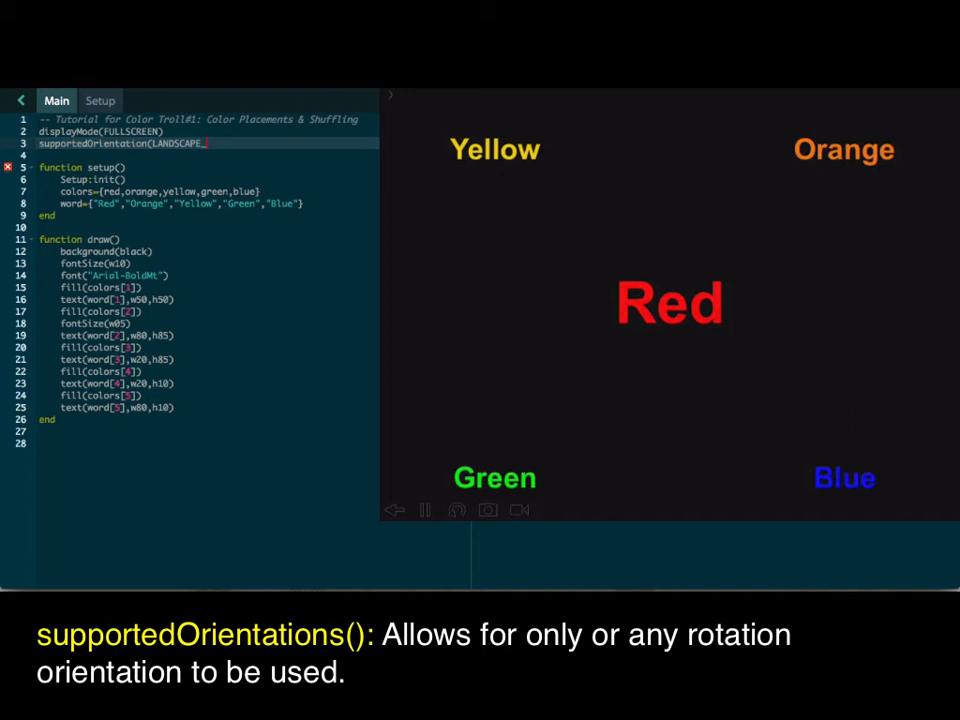 Main Setup
1 -- Tutorial for Color Troll#1: Color Placements & Shuffling
2 displayMode(FULLSCREEN)
3 supportedOrientation(LANDSCAPE_
4
5 function setup()
6 Setup:init()
7 colors={red,orange,yellow,green,blue}
8 word={"Red","Orange","Yellow","Green","Blue"}
9 end
10
11 function draw()
12 background(black)
13 fontSize(w10)
14 font("Arial-BoldMt")
15 fill(colors[1])
16 text(word[1],w50,h50)
17 fill(colors[2])
18 fontSize(w05)
19 text(word[2],w80,h85)
20 fill(colors[3])
21 text(word[3],w20,h85)
22 fill(colors[4])
23 text(word[4],w20,h10)
24 fill(colors[5])
25 text(word[5],w80,h10)
26 end
27
28
Yellow Orange
Red
Green Blue
supportedOrientations(): Allows for only or any rotation
orientation to be used.